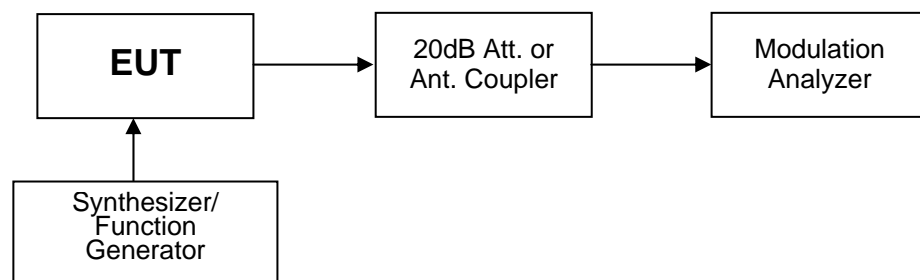 EUT
20dB Att. or
Ant. Coupler
Modulation
Analyzer
Synthesizer/
Function
Generator